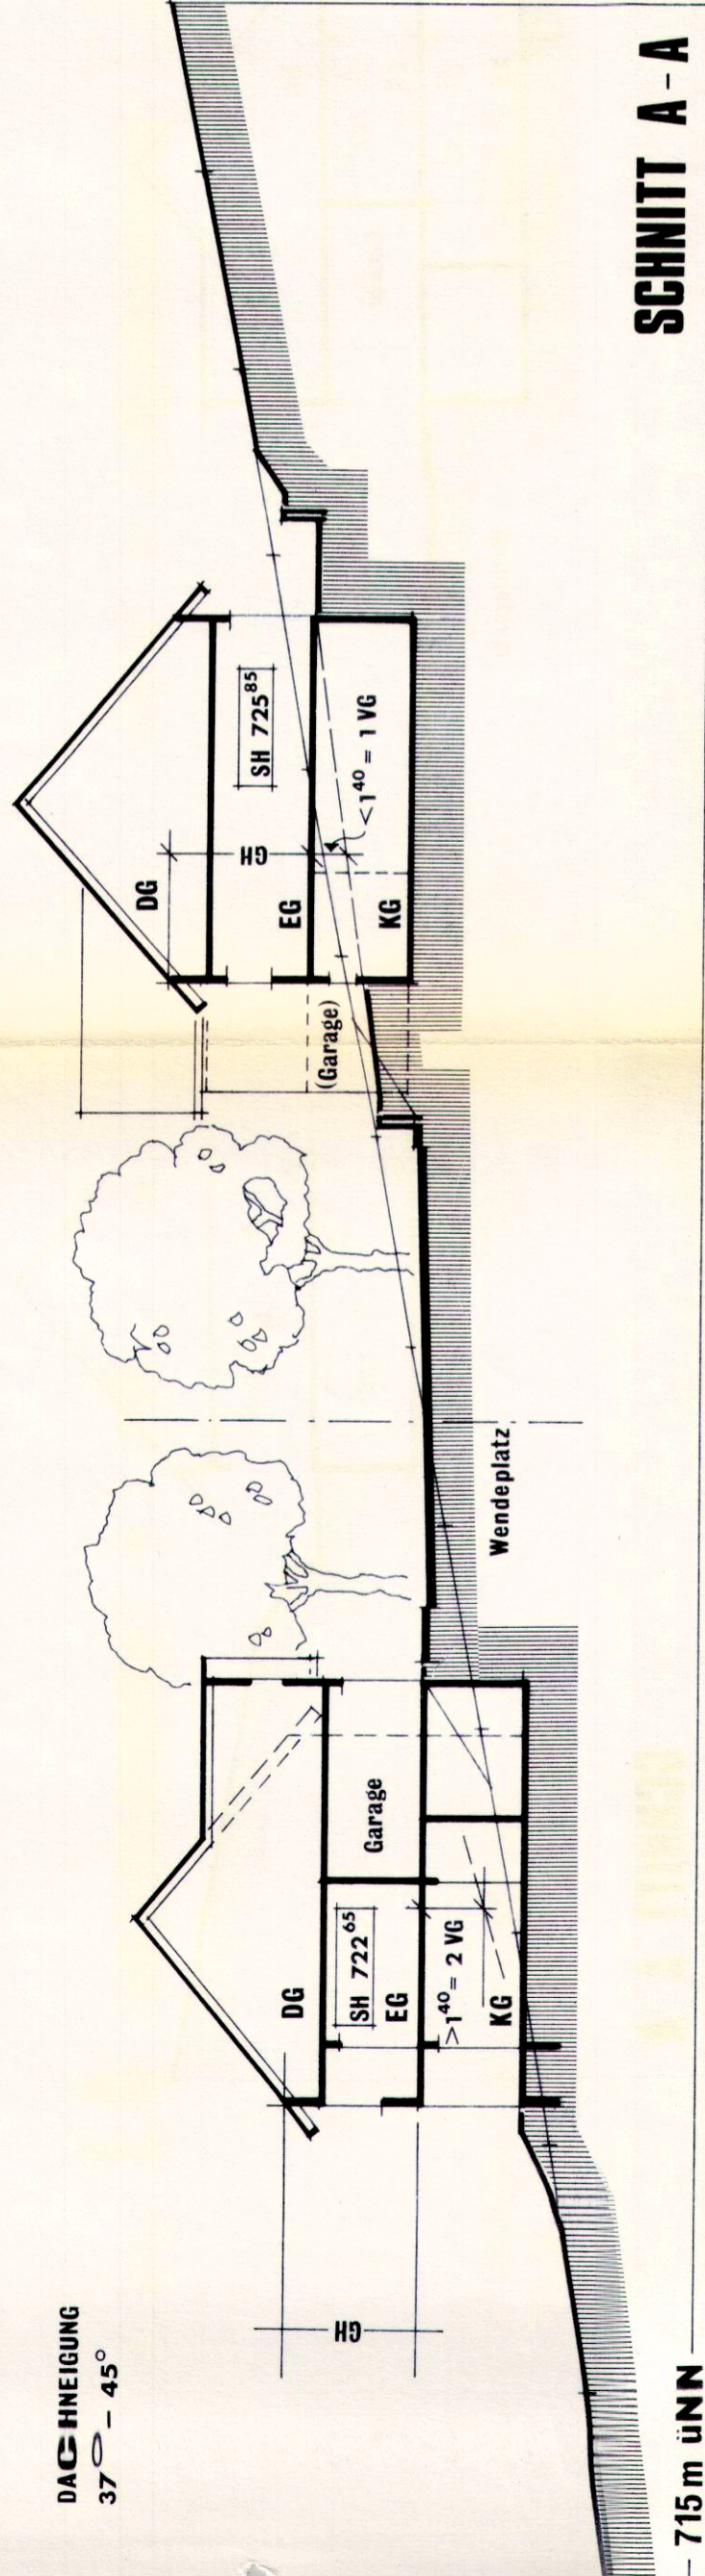 DACHNEIGUNG
37° – 45°
GH
DG
SH 722⁶⁵
EG
>1⁴⁰ = 2 VG
KG
Garage
Wendeplatz
(Garage)
DG
GH
SH 725⁸⁵
EG
<1⁴⁰ = 1 VG
KG
715 m üNN
SCHNITT A - A